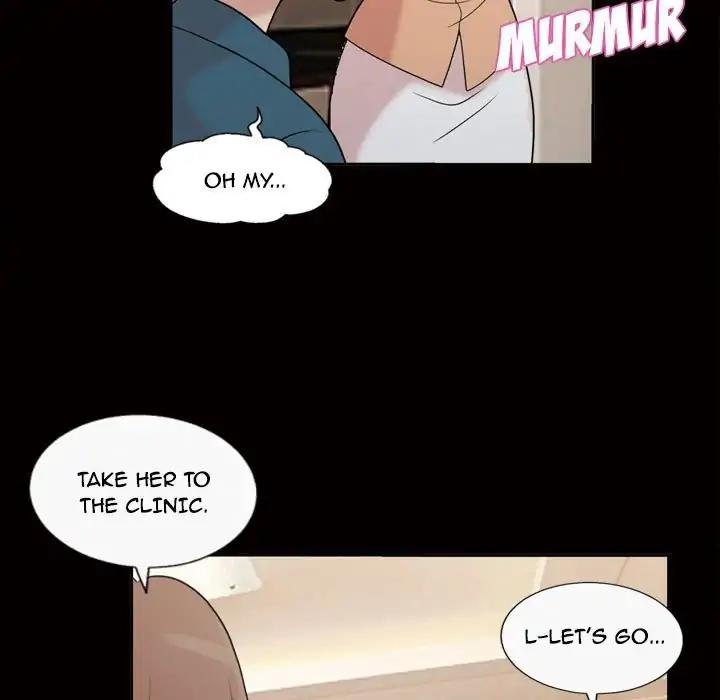 MURMUR
OH MY...
TAKE HER TO
THE CLINIC.
L-LET'S GO...